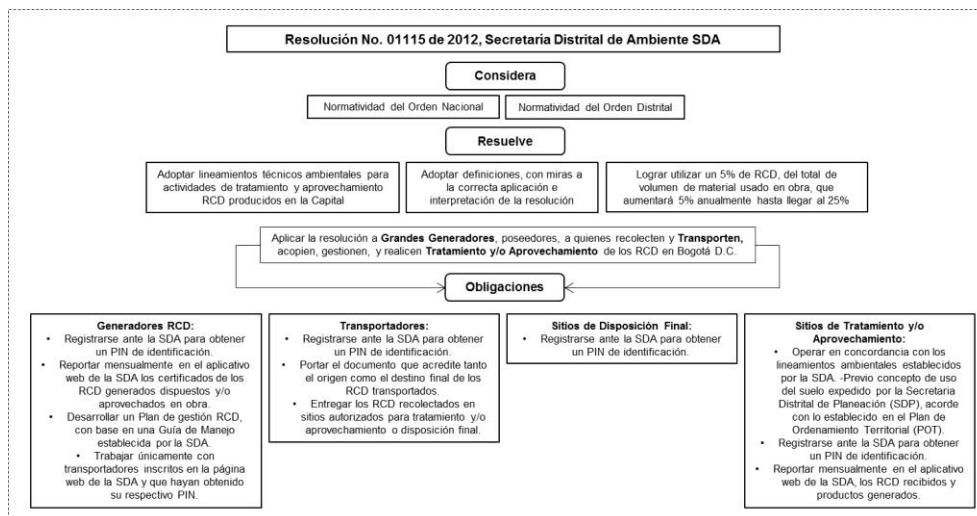 Resolución No. 01115 de 2012, Secretaría Distrital de Ambiente SDA
Considera
Normatividad del Orden Nacional
Normatividad del Orden Distrital
Resuelve
Adoptar lineamientos técnicos ambientales para
actividades de tratamiento y aprovechamiento
RCD producidos en la Capital
Adoptar definiciones, con miras a
la correcta aplicación e
interpretación de la resolución
Lograr utilizar un 5% de RCD, del total de
volumen de material usado en obra, que
aumentará 5% anualmente hasta llegar al 25%
Aplicar la resolución a Grandes Generadores, poseedores, a quienes recolecten y Transporten,
acopien, gestionen, y realicen Tratamiento y/o Aprovechamiento de los RCD en Bogotá D.C.
Obligaciones
Generadores RCD:
• Registrarse ante la SDA para obtener
un PIN de identificación.
• Reportar mensualmente en el aplicativo
web de la SDA los certificados de los
RCD generados dispuestos y/o
aprovechados en obra.
• Desarrollar un Plan de gestión RCD,
con base en una Guía de Manejo
establecida por la SDA.
• Trabajar únicamente con
transportadores inscritos en la página
web de la SDA y que hayan obtenido
su respectivo PIN.
Transportadores:
• Registrarse ante la SDA para obtener
un PIN de identificación.
• Portar el documento que acredite tanto
el origen como el destino final de los
RCD transportados.
• Entregar los RCD recolectados en
sitios autorizados para tratamiento y/o
aprovechamiento o disposición final.
Sitios de Disposición Final:
• Registrarse ante la SDA para obtener
un PIN de identificación.
Sitios de Tratamiento y/o
Aprovechamiento:
• Operar en concordancia con los
lineamientos ambientales establecidos
por la SDA. -Previo concepto de uso
del suelo expedido por la Secretaria
Distrital de Planeación (SDP), acorde
con lo establecido en el Plan de
Ordenamiento Territorial (POT).
• Registrarse ante la SDA para obtener
un PIN de identificación.
• Reportar mensualmente en el aplicativo
web de la SDA, los RCD recibidos y
productos generados.